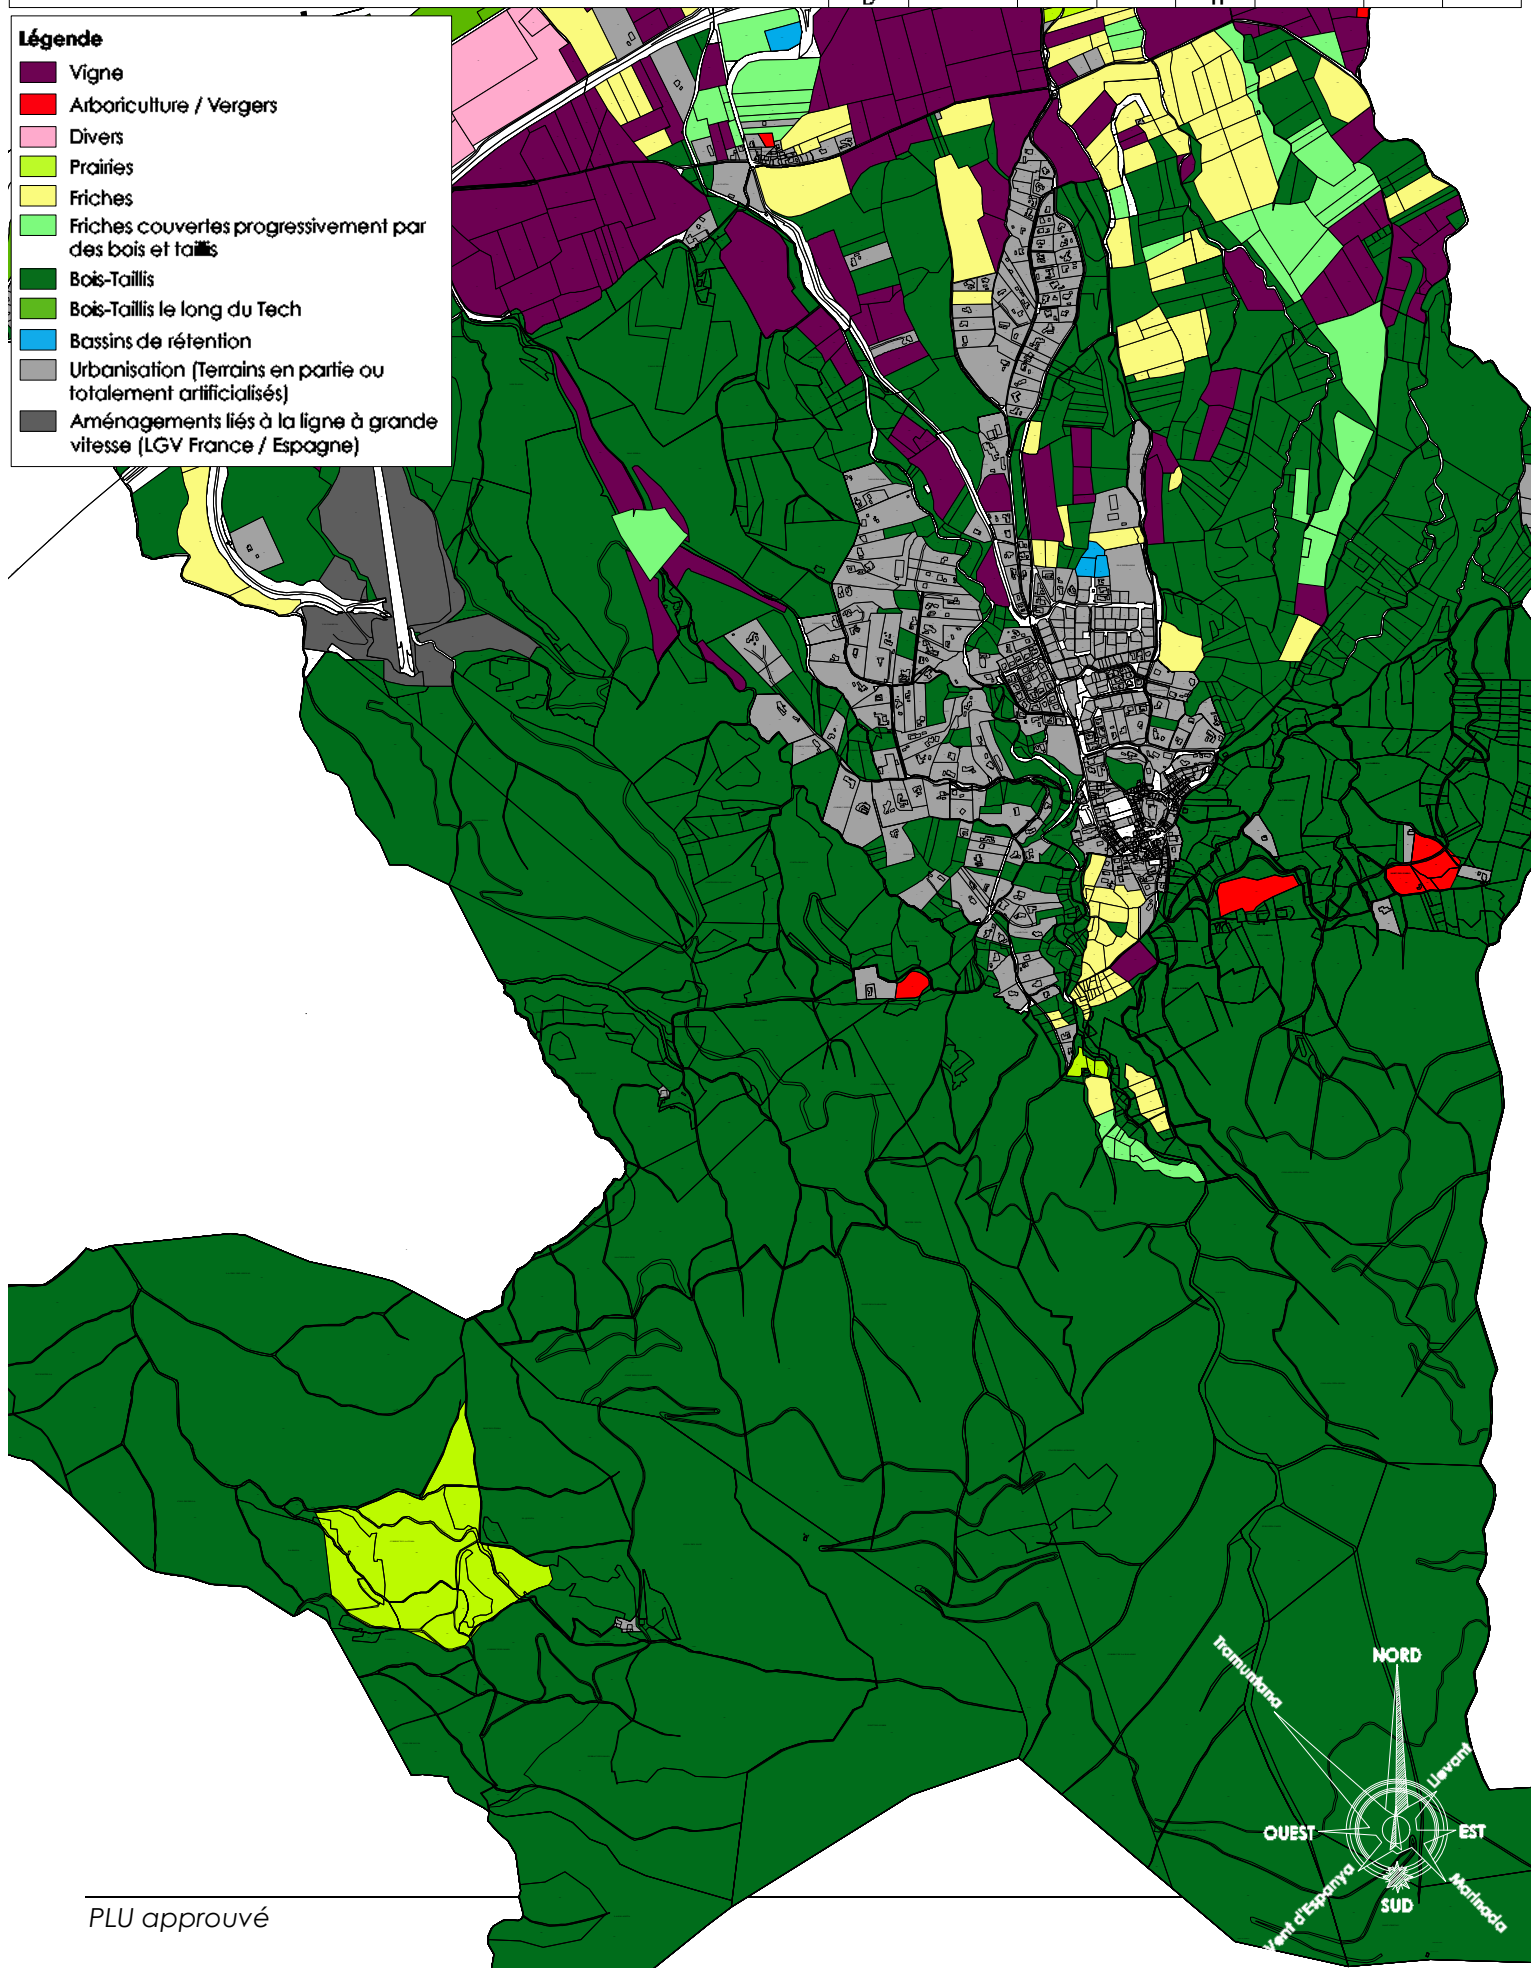 Légende
Vigne
Arboriculture / Vergers
Divers
Prairies
Friches
Friches couvertes progressivement par
des bois et taillis
Bois-Taillis
Bois-Taillis le long du Tech
Bassins de rétention
Urbanisation (Terrains en partie ou
totalement artificialisés)
Aménagements liés à la ligne à grande
vitesse (LGV France / Espagne)
Tramuntana
NORD
Llevant
OUEST
EST
Vent d'Espanya
SUD
Marinada
PLU approuvé